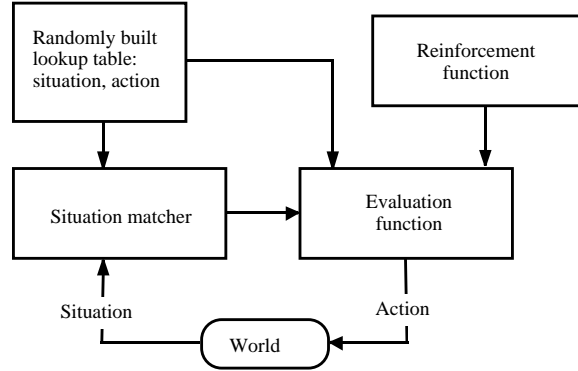 Randomly built
lookup table:
situation, action
Reinforcement
function
Situation matcher
Evaluation
function
Situation
Action
World